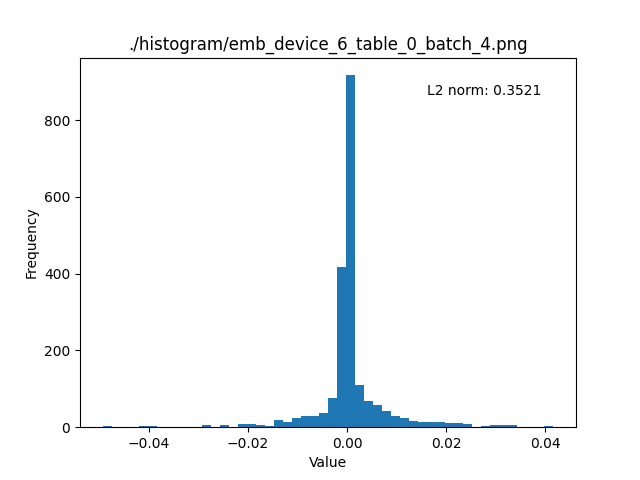 ./histogram/emb_device_6_table_0_batch_4.png
L2 norm: 0.3521
Frequency
800
600
400
200
0
−0.04 −0.02 0.00 0.02 0.04
Value